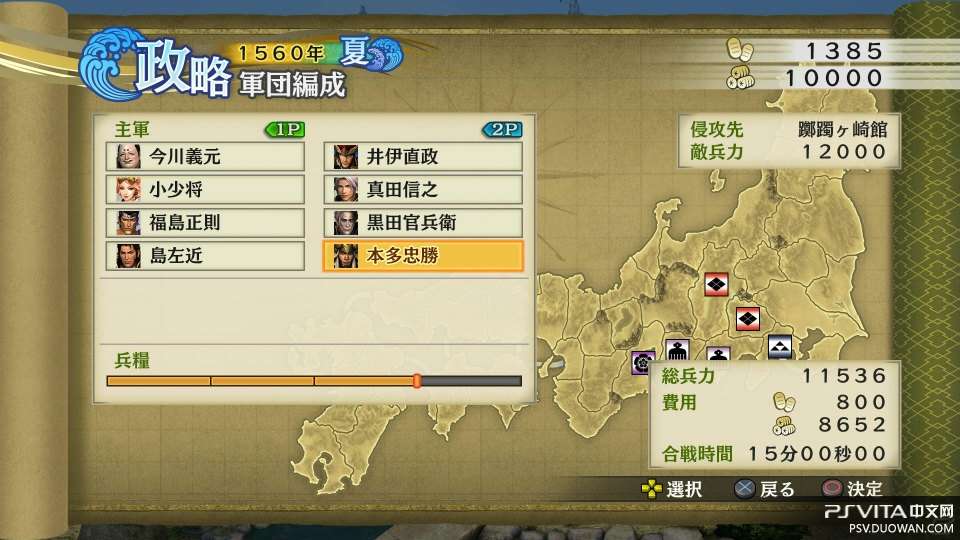 政略 1560年 夏
軍団編成
1385
10000
侵攻先 躑躅ヶ崎館
敵兵力 12000
主軍 1P 2P
今川義元 井伊直政
小少将 真田信之
福島正則 黒田官兵衛
島左近 本多忠勝
兵糧
総兵力 11536
費用 800
8652
合戦時間 15分00秒00
選択 戻る 決定
PSVITA中文网
PSV.DUOWAN.COM